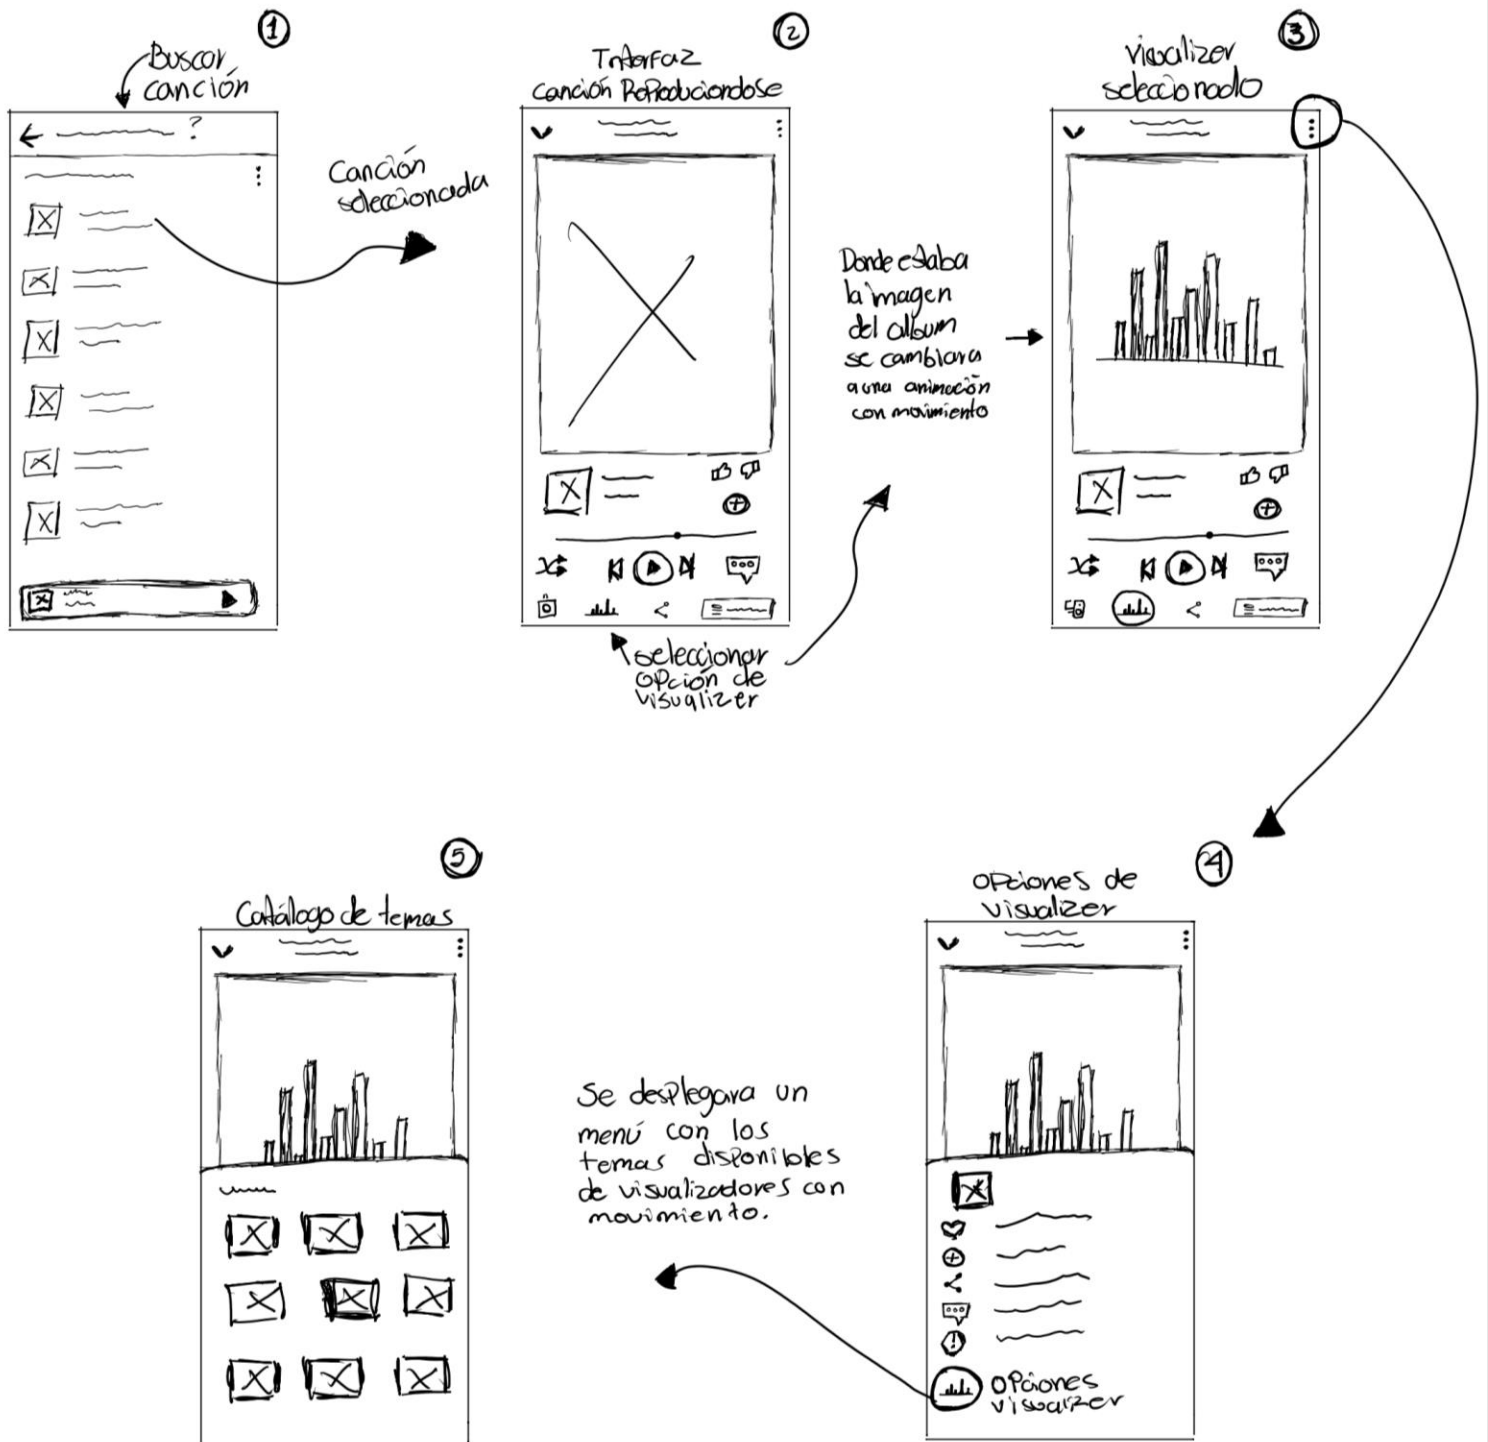 1
Buscar
canción
?
Canción
seleccionada
2
Interfaz
canción Reproduciondose
seleccionar
opción de
visualizer
Donde estaba
la imagen
del album
se cambiara
a una animación
con movimiento
3
visualizer
seleccionado
4
opciones de
visualizer
opciones
visualizer
Se desplegara un
menú con los
temas disponibles
de visualizadores con
movimiento.
5
Catálogo de temas